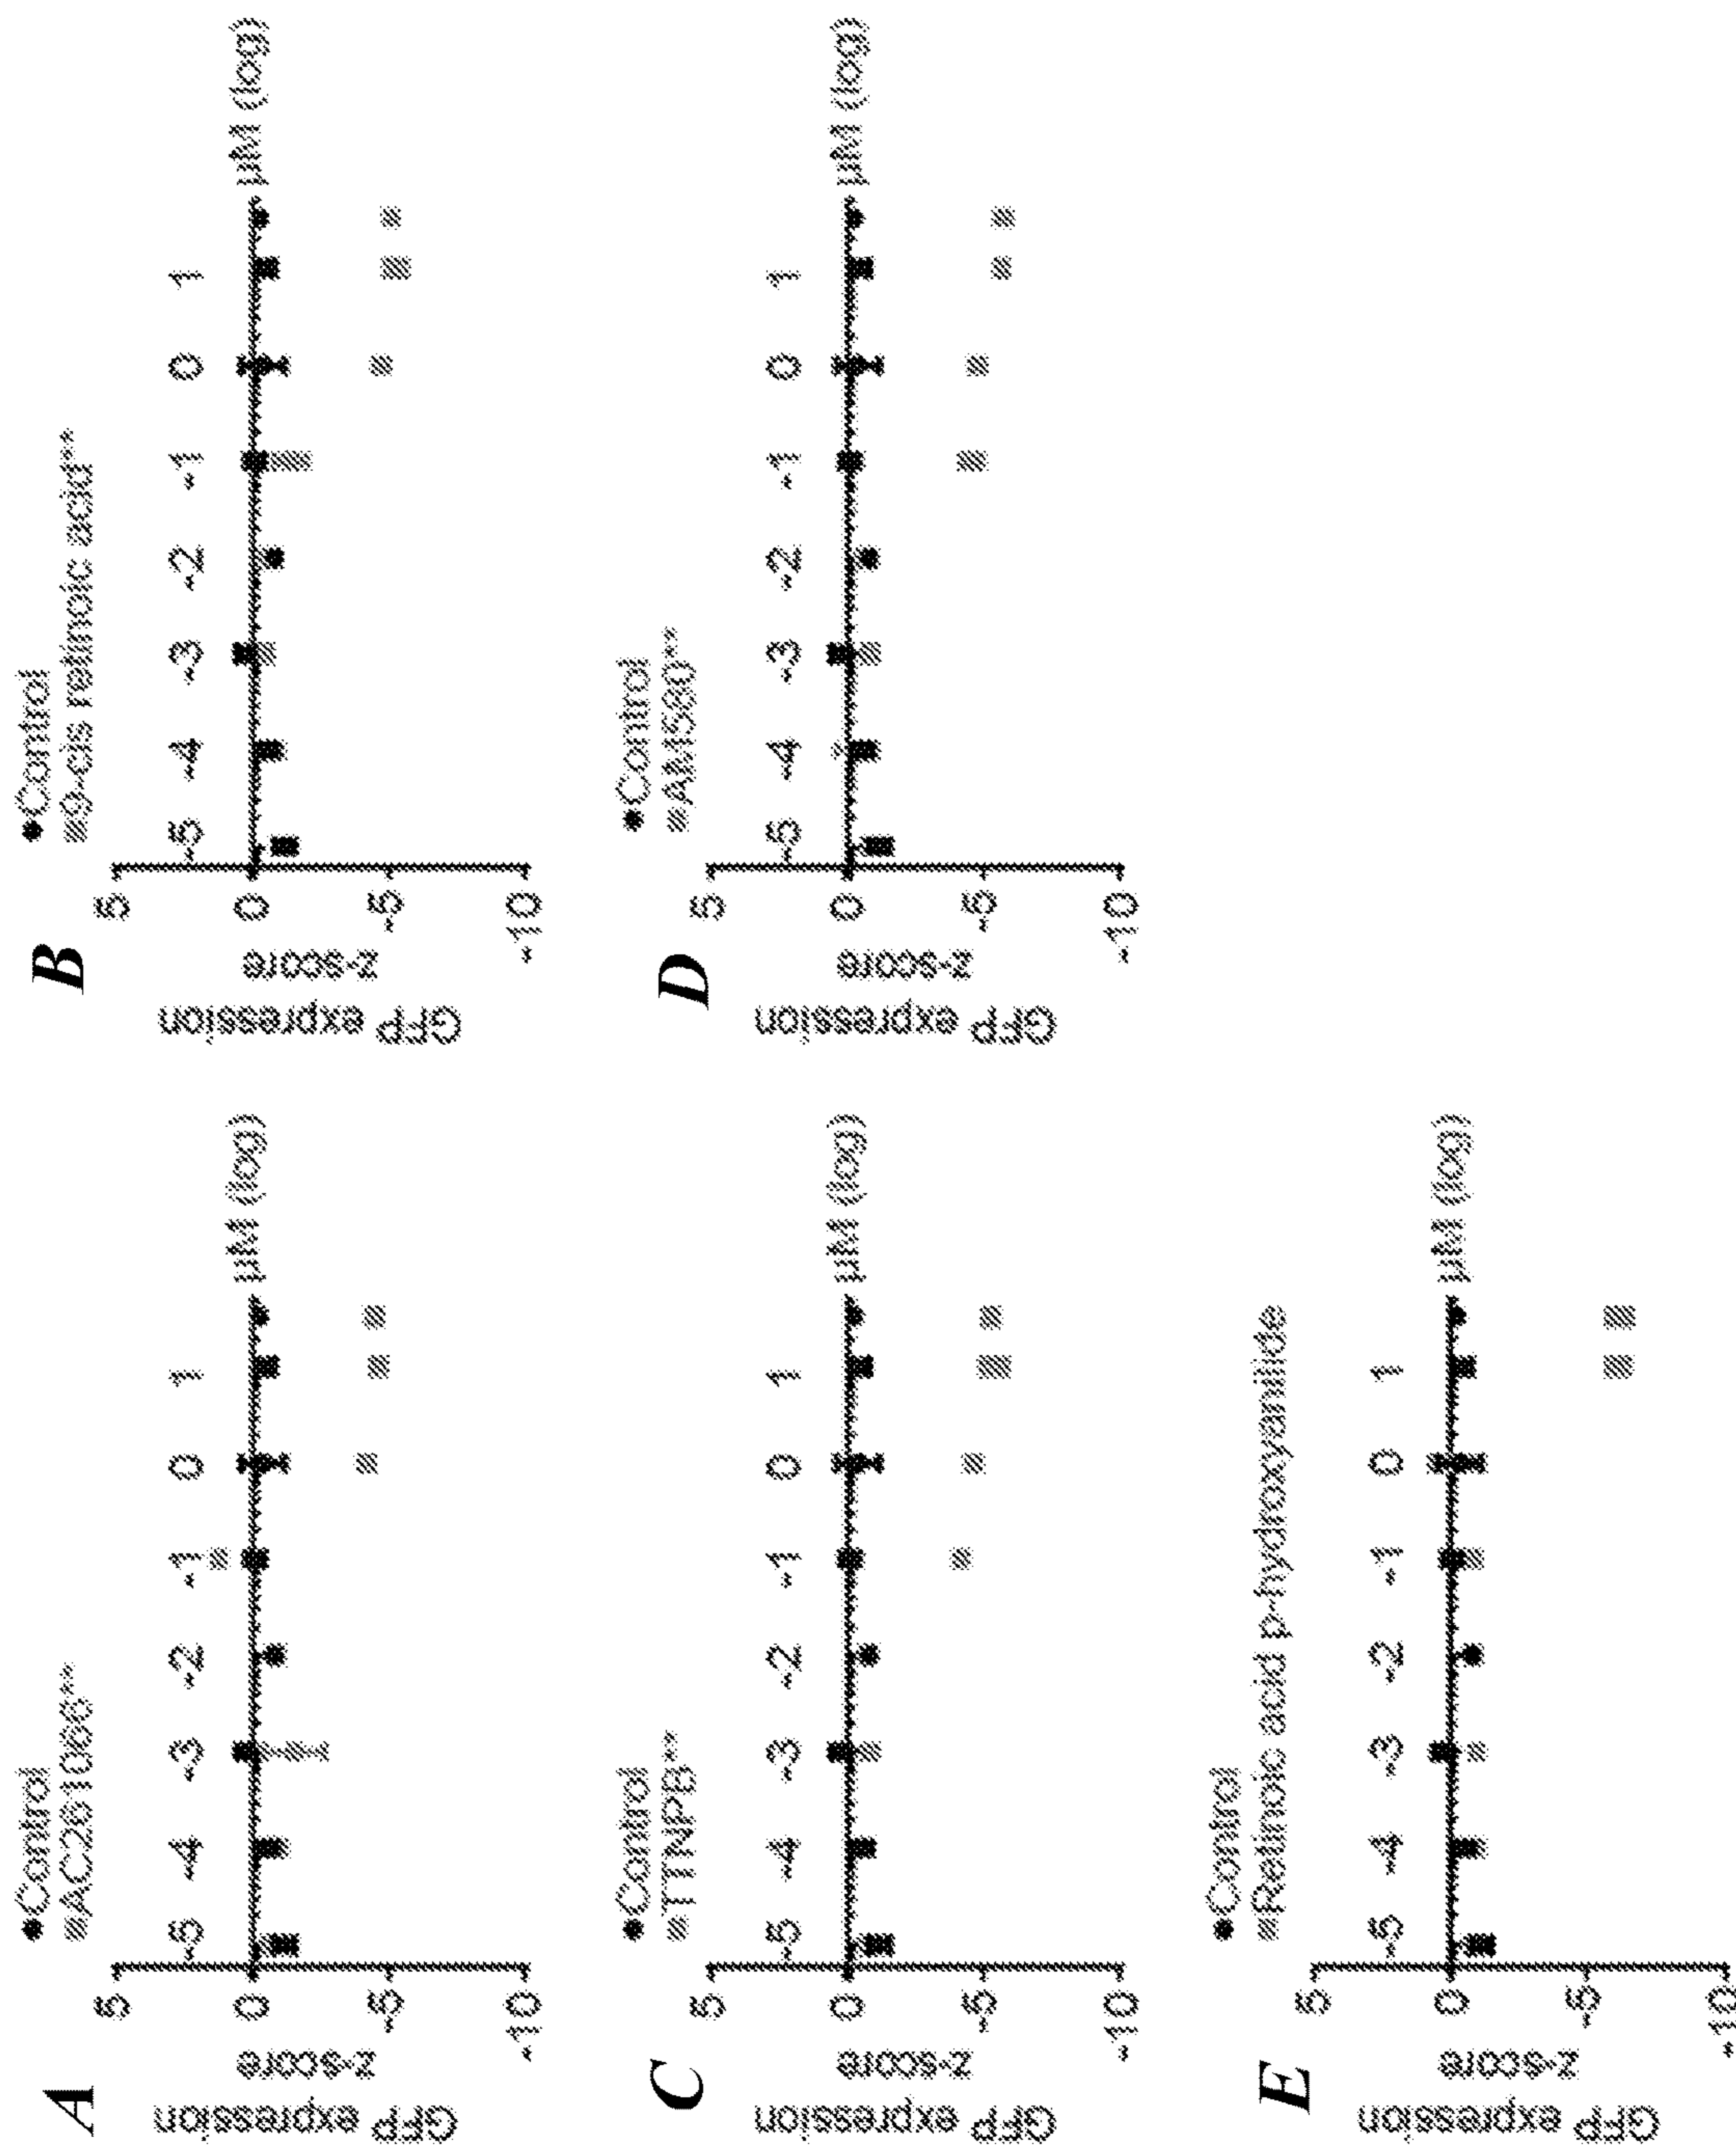 A
Control
AC261066**
5
0
-5
-10
-5 -4 -3 -2 -1 0 1
µM (log)
GFP expression
z-score
B
Control
9-cis retinoic acid**
5
0
-5
-10
-5 -4 -3 -2 -1 0 1
µM (log)
GFP expression
z-score
C
Control
TTNPB**
5
0
-5
-10
-5 -4 -3 -2 -1 0 1
µM (log)
GFP expression
z-score
D
Control
AM580**
5
0
-5
-10
-5 -4 -3 -2 -1 0 1
µM (log)
GFP expression
z-score
E
Control
Retinoic acid p-hydroxyanilide
5
0
-5
-10
-5 -4 -3 -2 -1 0 1
µM (log)
GFP expression
z-score